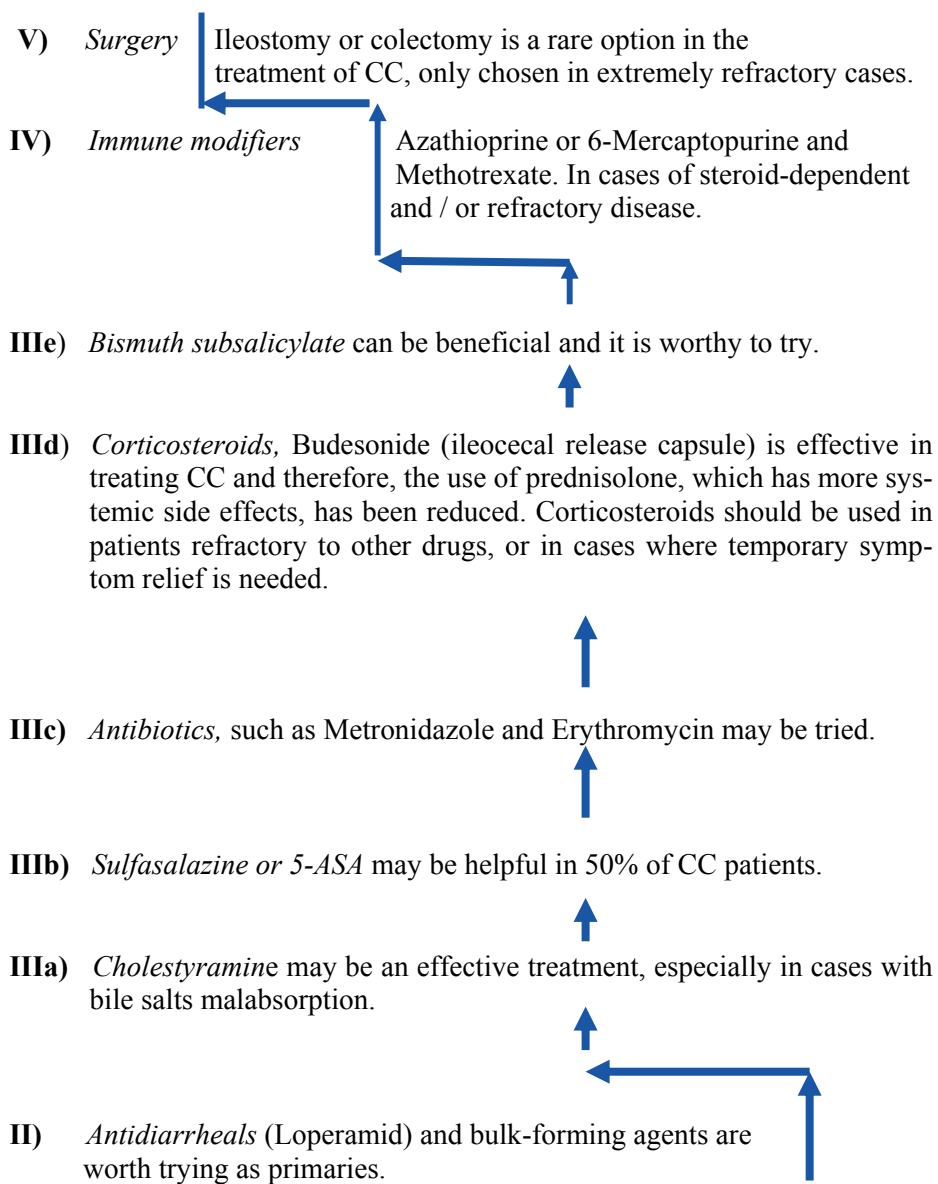 V) Surgery Ileostomy or colectomy is a rare option in the
treatment of CC, only chosen in extremely refractory cases.
IV) Immune modifiers Azathioprine or 6-Mercaptopurine and
Methotrexate. In cases of steroid-dependent
and / or refractory disease.
IIIe) Bismuth subsalicylate can be beneficial and it is worthy to try.
IIId) Corticosteroids, Budesonide (ileocecal release capsule) is effective in
treating CC and therefore, the use of prednisolone, which has more sys-
temic side effects, has been reduced. Corticosteroids should be used in
patients refractory to other drugs, or in cases where temporary symp-
tom relief is needed.
IIIc) Antibiotics, such as Metronidazole and Erythromycin may be tried.
IIIb) Sulfasalazine or 5-ASA may be helpful in 50% of CC patients.
IIIa) Cholestyramine may be an effective treatment, especially in cases with
bile salts malabsorption.
II) Antidiarrheals (Loperamid) and bulk-forming agents are
worth trying as primaries.